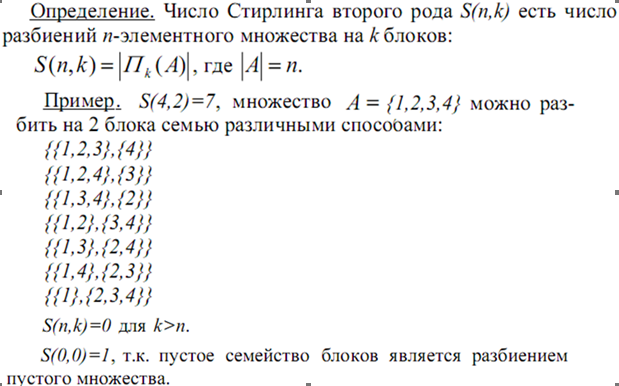 Определение. Число Стирлинга второго рода S(n,k) есть число
разбиений n-элементного множества на k блоков:
S(n,k) = |Π_k(A)|, где |A| = n.
Пример. S(4,2)=7, множество A = {1,2,3,4} можно раз-
бить на 2 блока семью различными способами:
{{1,2,3},{4}}
{{1,2,4},{3}}
{{1,3,4},{2}}
{{1,2},{3,4}}
{{1,3},{2,4}}
{{1,4},{2,3}}
{{1},{2,3,4}}
S(n,k)=0 для k>n.
S(0,0)=1, т.к. пустое семейство блоков является разбиением
пустого множества.